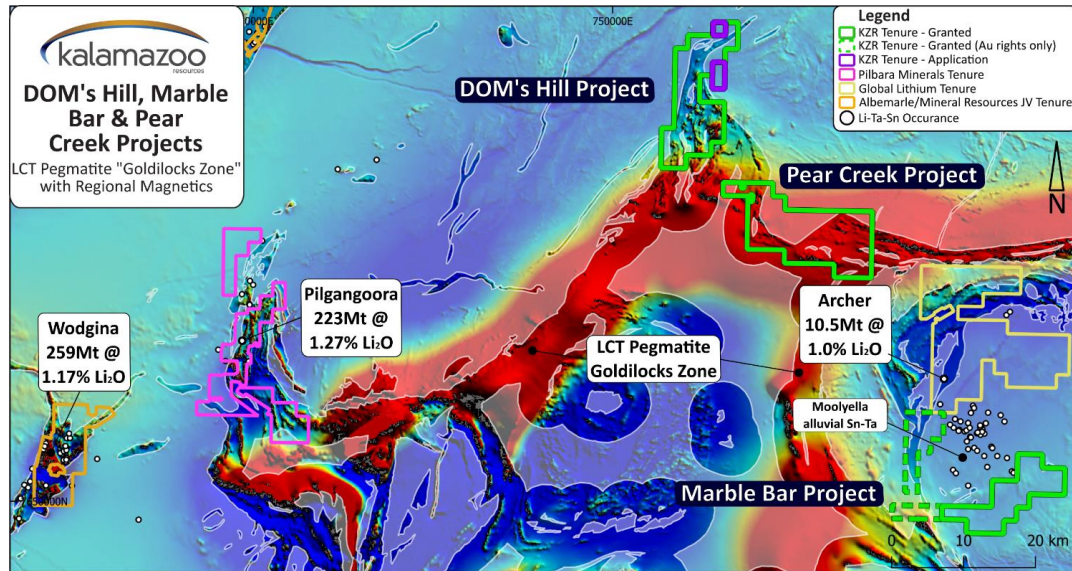 kalamazoo
resources
DOM's Hill, Marble
Bar & Pear
Creek Projects
LCT Pegmatite "Goldilocks Zone"
with Regional Magnetics
0000E
750000E
Legend
KZR Tenure - Granted
KZR Tenure - Granted (Au rights only)
KZR Tenure - Application
Pilbara Minerals Tenure
Global Lithium Tenure
Albemarle/Mineral Resources JV Tenure
Li-Ta-Sn Occurance
DOM's Hill Project
Pear Creek Project
N
Wodgina
259Mt @
1.17% Li₂O
Pilgangoora
223Mt @
1.27% Li₂O
LCT Pegmatite
Goldilocks Zone
Archer
10.5Mt @
1.0% Li₂O
Moolyella
alluvial Sn-Ta
Marble Bar Project
0 10 20 km